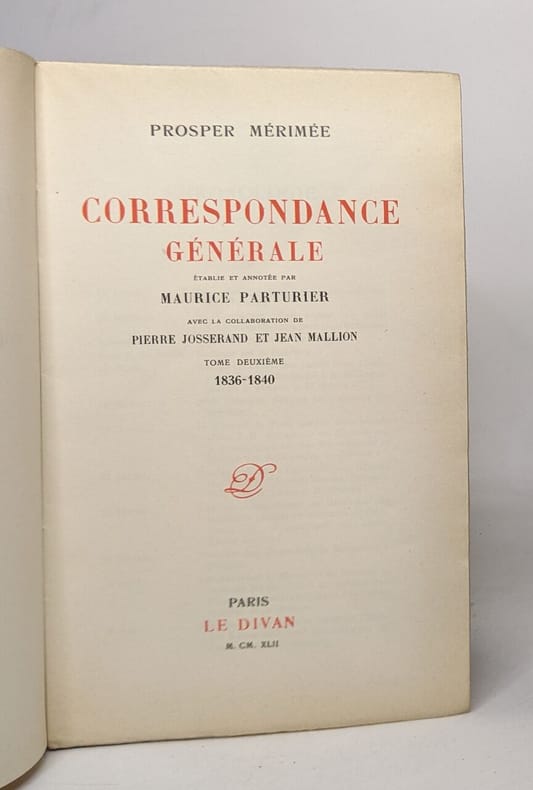 PROSPER MÉRIMÉE
CORRESPONDANCE
GÉNÉRALE
ÉTABLIE ET ANNOTÉE PAR
MAURICE PARTURIER
AVEC LA COLLABORATION DE
PIERRE JOSSERAND ET JEAN MALLION
TOME DEUXIÈME
1836-1840
LD
PARIS
LE DIVAN
M. CM. XLII